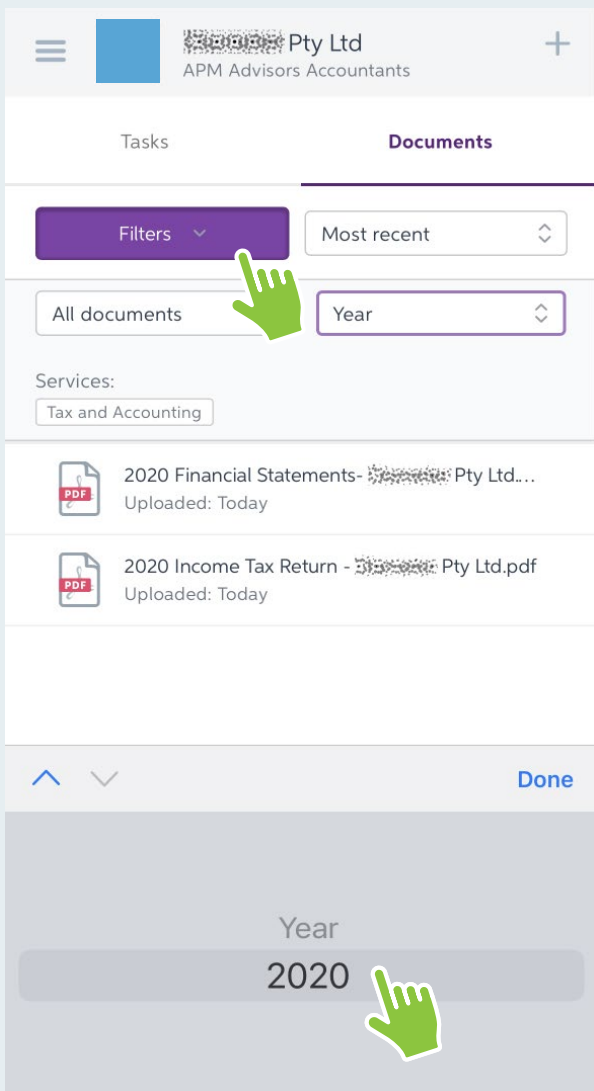 Pty Ltd
APM Advisors Accountants
Tasks Documents
Filters Most recent
All documents Year
Services:
Tax and Accounting
PDF 2020 Financial Statements- Pty Ltd....
Uploaded: Today
PDF 2020 Income Tax Return - Pty Ltd.pdf
Uploaded: Today
Done
Year
2020